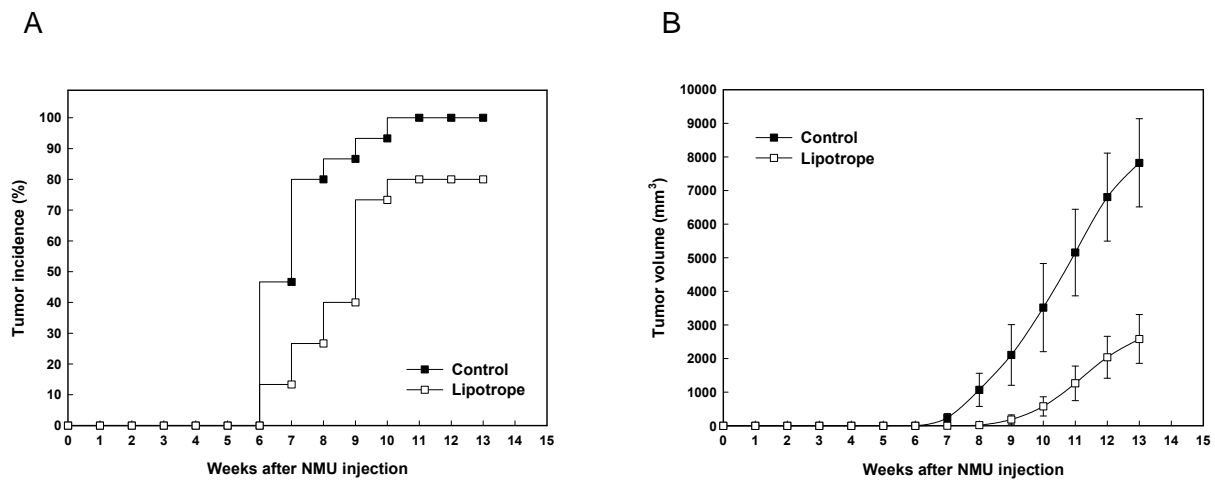 A
B
Tumor incidence (%)
100
90
80
70
60
50
40
30
20
10
0
0 1 2 3 4 5 6 7 8 9 10 11 12 13 15
Weeks after NMU injection
Control
Lipotrope
Tumor volume (mm³)
10000
9000
8000
7000
6000
5000
4000
3000
2000
1000
0
0 1 2 3 4 5 6 7 8 9 10 11 12 13 14 15
Weeks after NMU injection
Control
Lipotrope